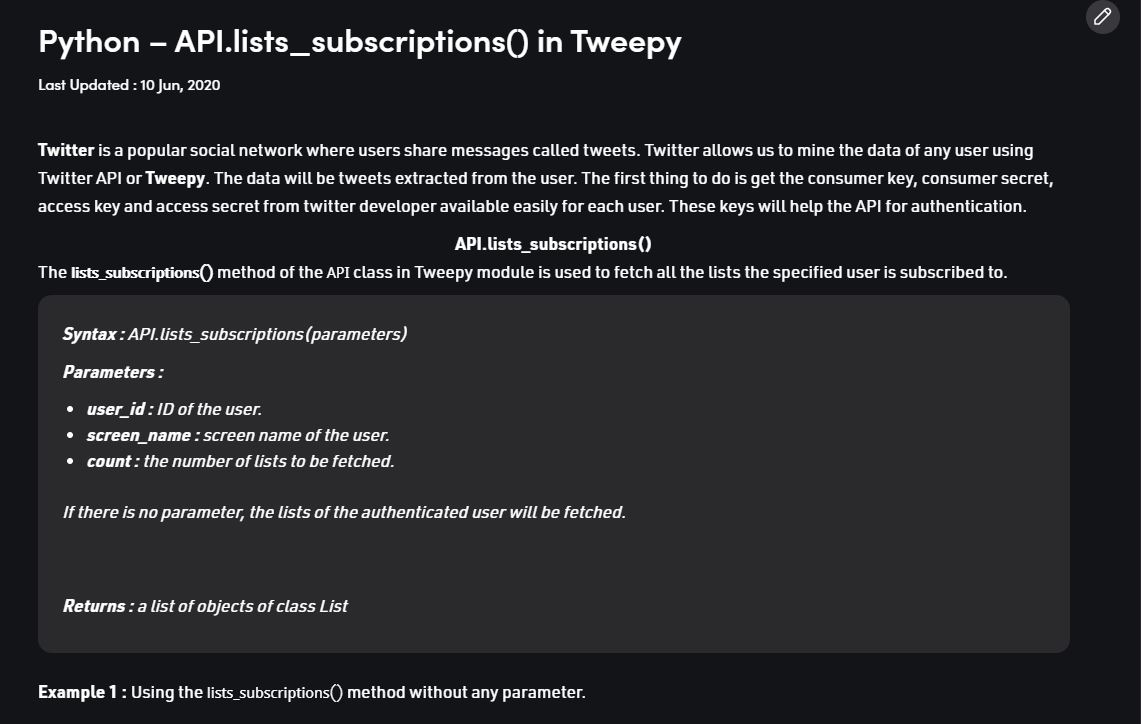 Python – API.lists_subscriptions() in Tweepy
Last Updated : 10 Jun, 2020
Twitter is a popular social network where users share messages called tweets. Twitter allows us to mine the data of any user using
Twitter API or Tweepy. The data will be tweets extracted from the user. The first thing to do is get the consumer key, consumer secret,
access key and access secret from twitter developer available easily for each user. These keys will help the API for authentication.
API.lists_subscriptions()
The lists_subscriptions() method of the API class in Tweepy module is used to fetch all the lists the specified user is subscribed to.
Syntax : API.lists_subscriptions(parameters)
Parameters :
• user_id : ID of the user.
• screen_name : screen name of the user.
• count : the number of lists to be fetched.
If there is no parameter, the lists of the authenticated user will be fetched.
Returns : a list of objects of class List
Example 1 : Using the lists_subscriptions() method without any parameter.